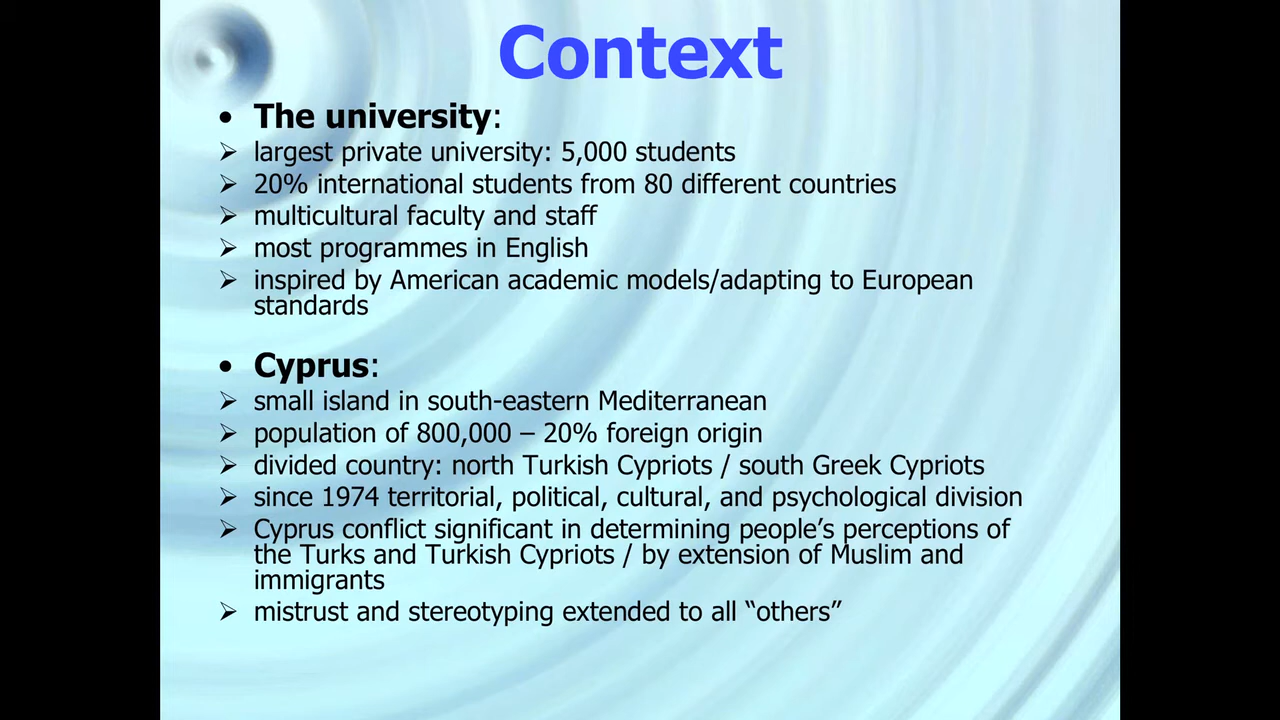 Context
• The university:
➢ largest private university: 5,000 students
➢ 20% international students from 80 different countries
➢ multicultural faculty and staff
➢ most programmes in English
➢ inspired by American academic models/adapting to European
standards
• Cyprus:
➢ small island in south-eastern Mediterranean
➢ population of 800,000 – 20% foreign origin
➢ divided country: north Turkish Cypriots / south Greek Cypriots
➢ since 1974 territorial, political, cultural, and psychological division
➢ Cyprus conflict significant in determining people’s perceptions of
the Turks and Turkish Cypriots / by extension of Muslim and
immigrants
➢ mistrust and stereotyping extended to all “others”